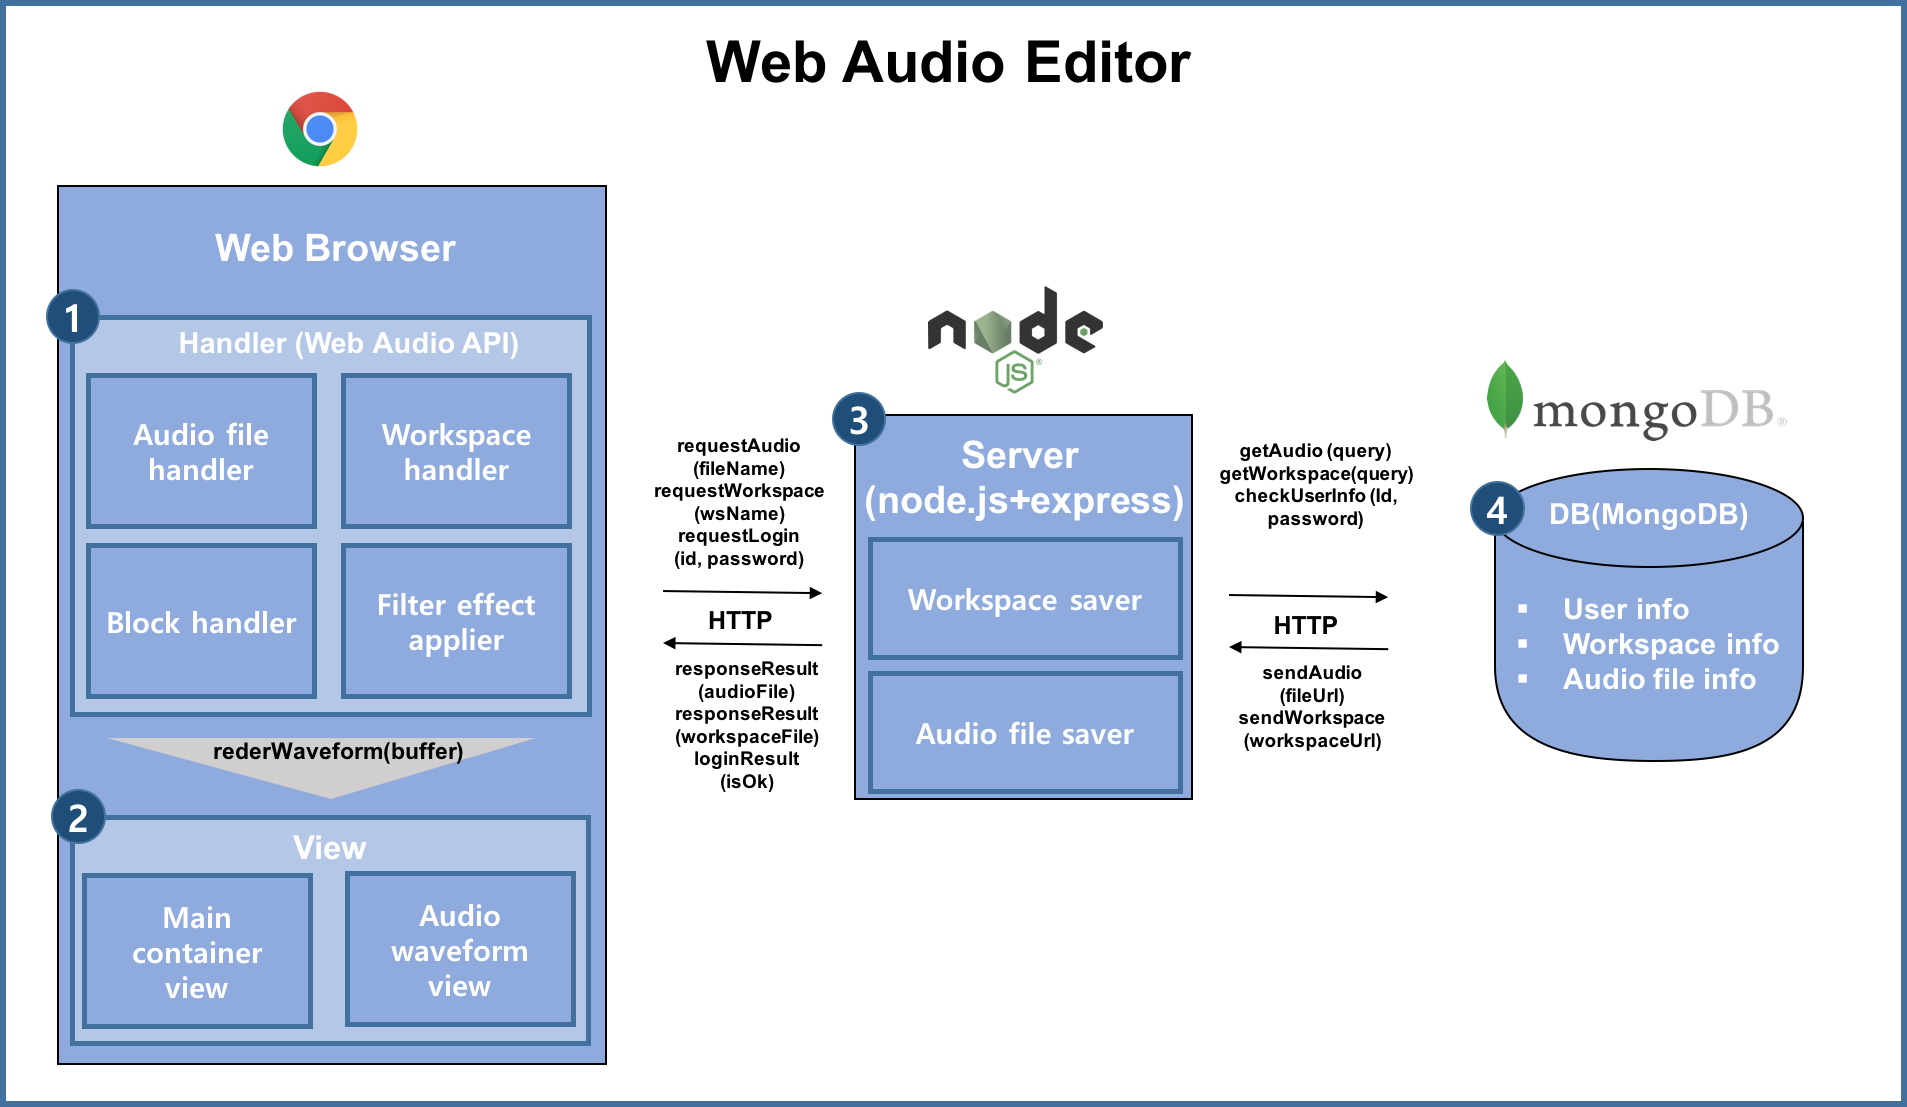 Web Audio Editor
Web Browser
1
Handler (Web Audio API)
Audio file
handler
Workspace
handler
Block handler
Filter effect
applier
rederWaveform(buffer)
2
View
Main
container
view
Audio
waveform
view
requestAudio
(fileName)
requestWorkspace
(wsName)
requestLogin
(id, password)
HTTP
responseResult
(audioFile)
responseResult
(workspaceFile)
loginResult
(isOk)
node
JS
®
3
Server
(node.js+express)
Workspace saver
Audio file saver
getAudio (query)
getWorkspace(query)
checkUserInfo (Id,
password)
HTTP
sendAudio
(fileUrl)
sendWorkspace
(workspaceUrl)
mongoDB®
4
DB(MongoDB)
▪ User info
▪ Workspace info
▪ Audio file info